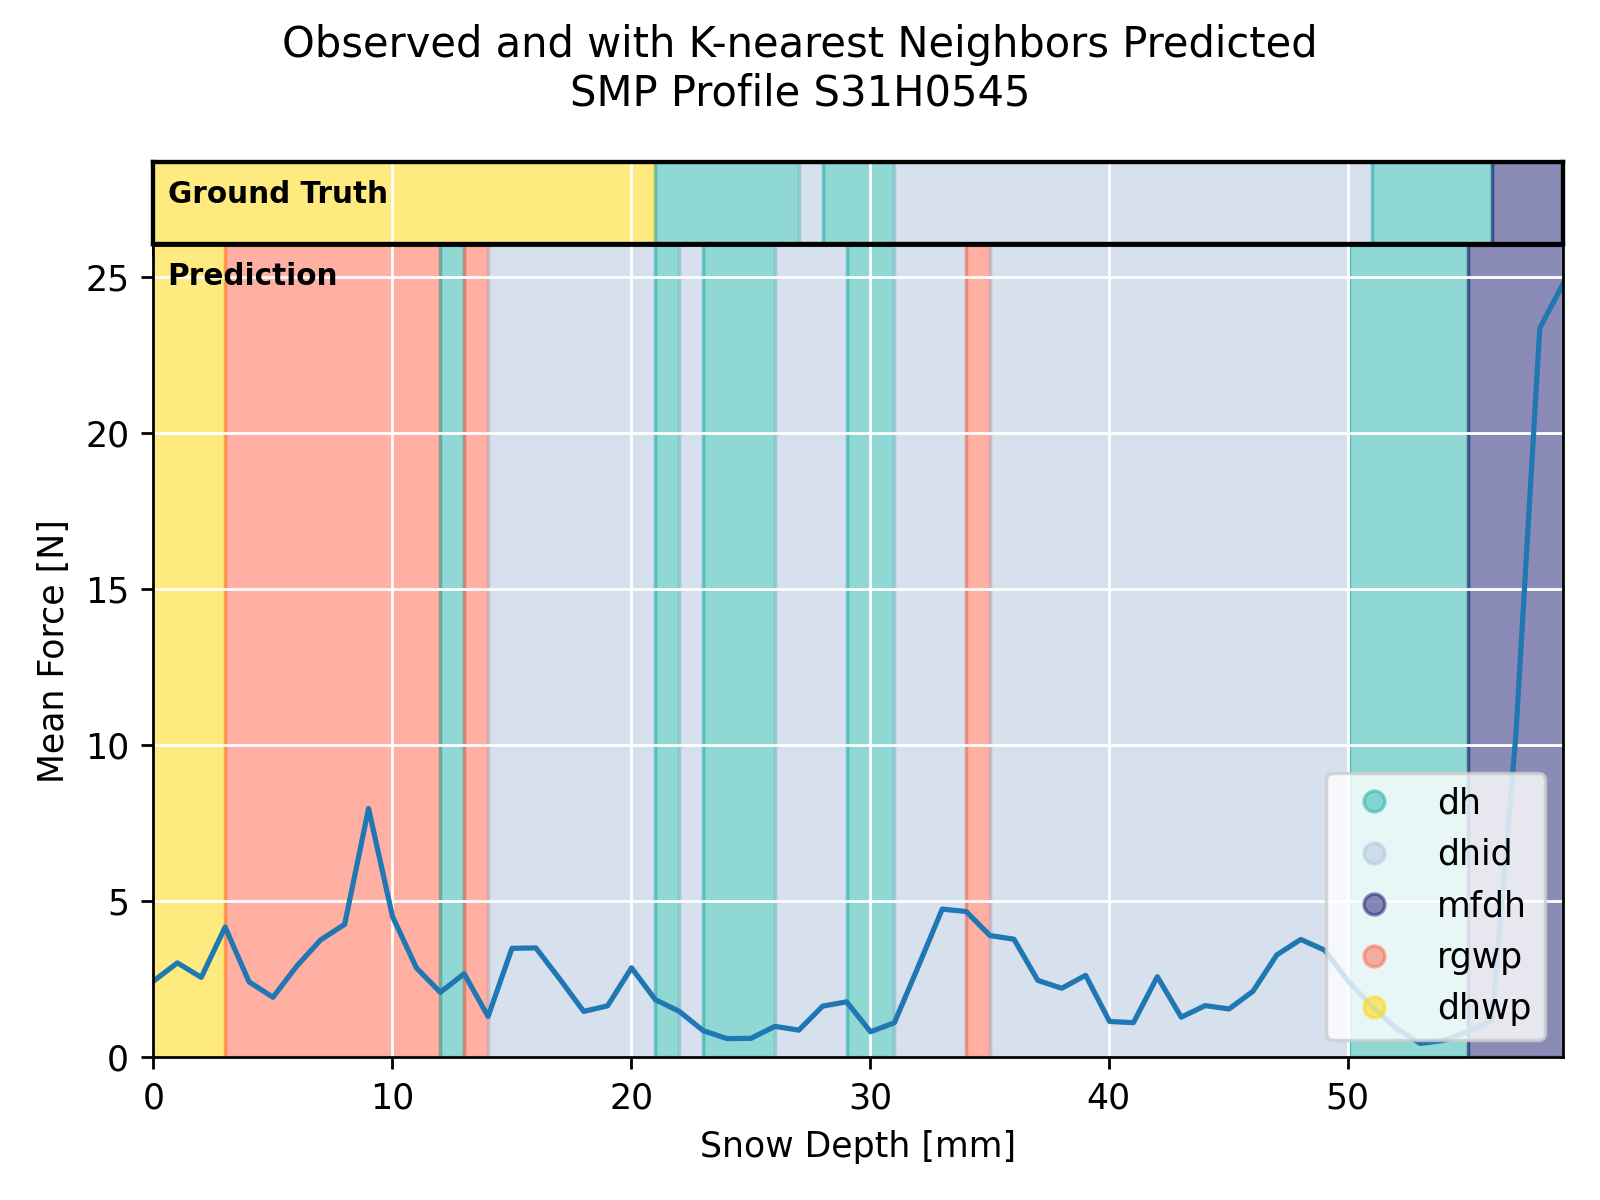 Observed and with K-nearest Neighbors Predicted
SMP Profile S31H0545
Ground Truth
Prediction
25
20
15
10
5
0
Mean Force [N]
dh
dhid
mfdh
rgwp
dhwp
0 10 20 30 40 50
Snow Depth [mm]